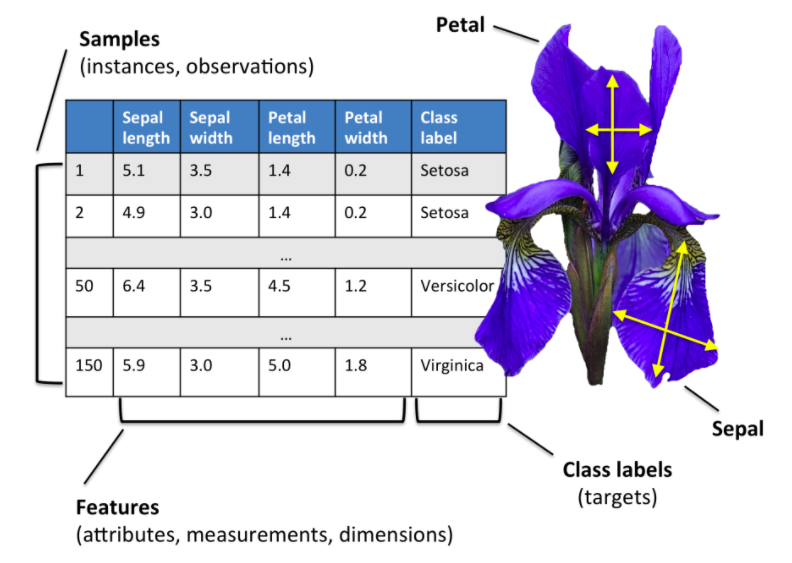 Samples
(instances, observations)
Petal
Sepal length Sepal width Petal length Petal width Class label
1 5.1 3.5 1.4 0.2 Setosa
2 4.9 3.0 1.4 0.2 Setosa
...
50 6.4 3.5 4.5 1.2 Versicolor
...
150 5.9 3.0 5.0 1.8 Virginica
Sepal
Class labels
(targets)
Features
(attributes, measurements, dimensions)